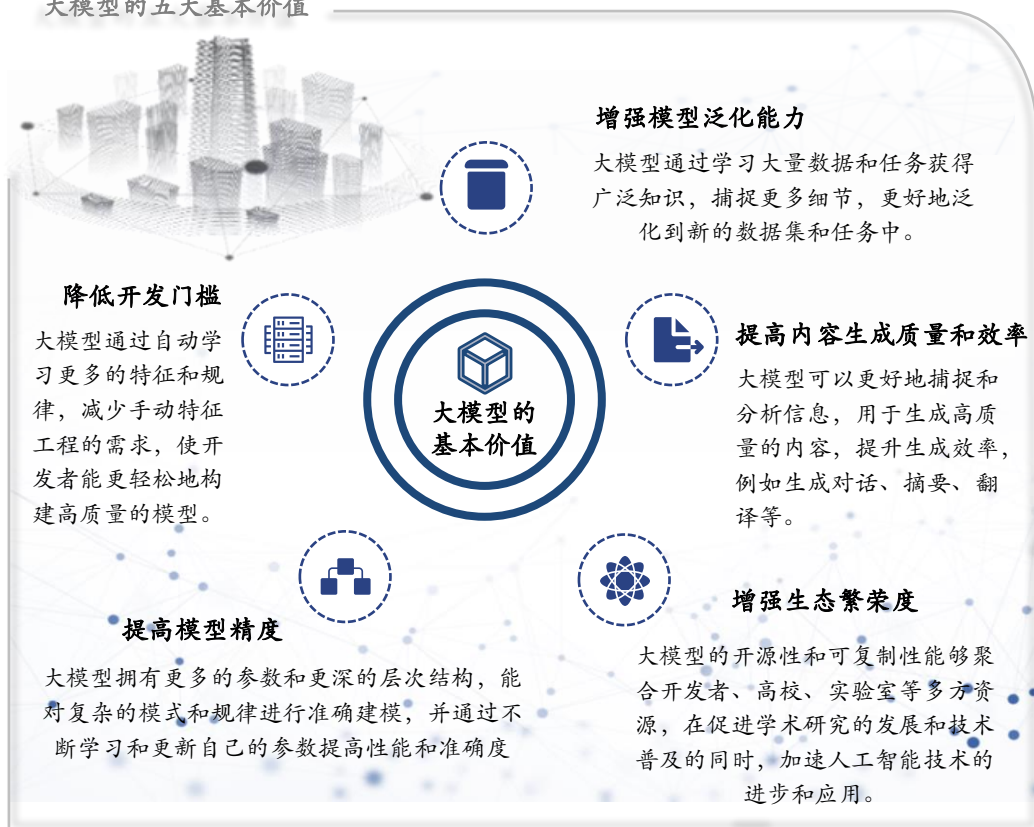 大模型的五大基本价值
增强模型泛化能力
大模型通过学习大量数据和任务获得
广泛知识，捕捉更多细节，更好地泛
化到新的数据集和任务中。
降低开发门槛
大模型通过自动学
习更多的特征和规
律，减少手动特征
工程的需求，使开
发者能更轻松地构
建高质量的模型。
大模型的
基本价值
提高内容生成质量和效率
大模型可以更好地捕捉和
分析信息，用于生成高质
量的内容，提升生成效率，
例如生成对话、摘要、翻
译等。
提高模型精度
大模型拥有更多的参数和更深的层次结构，能
对复杂的模式和规律进行准确建模，并通过不
断学习和更新自己的参数提高性能和准确度
增强生态繁荣度
大模型的开源性和可复制性能够聚
合开发者、高校、实验室等多方资
源，在促进学术研究的发展和技术
普及的同时，加速人工智能技术的
进步和应用。